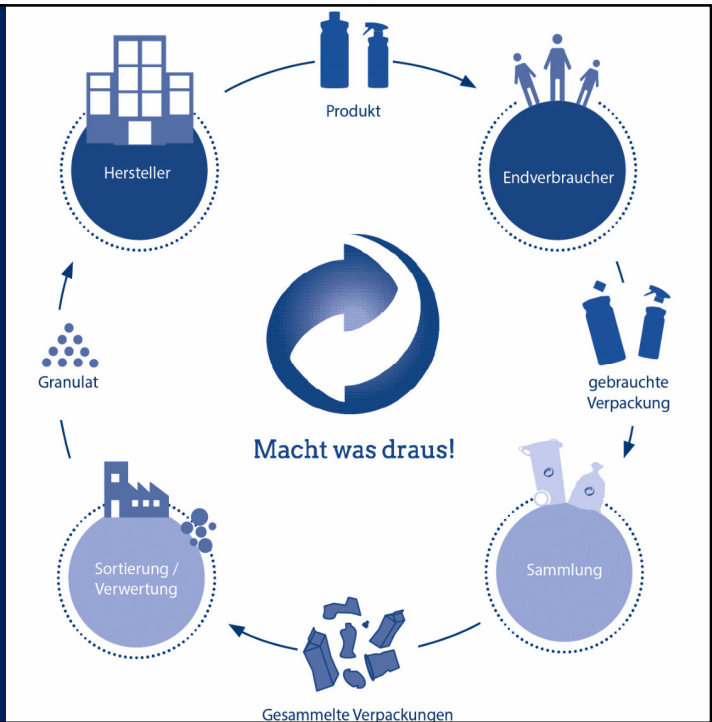 Produkt
Hersteller
Endverbraucher
Granulat
gebrauchte
Verpackung
Macht was draus!
Sortierung /
Verwertung
Sammlung
Gesammelte Verpackungen